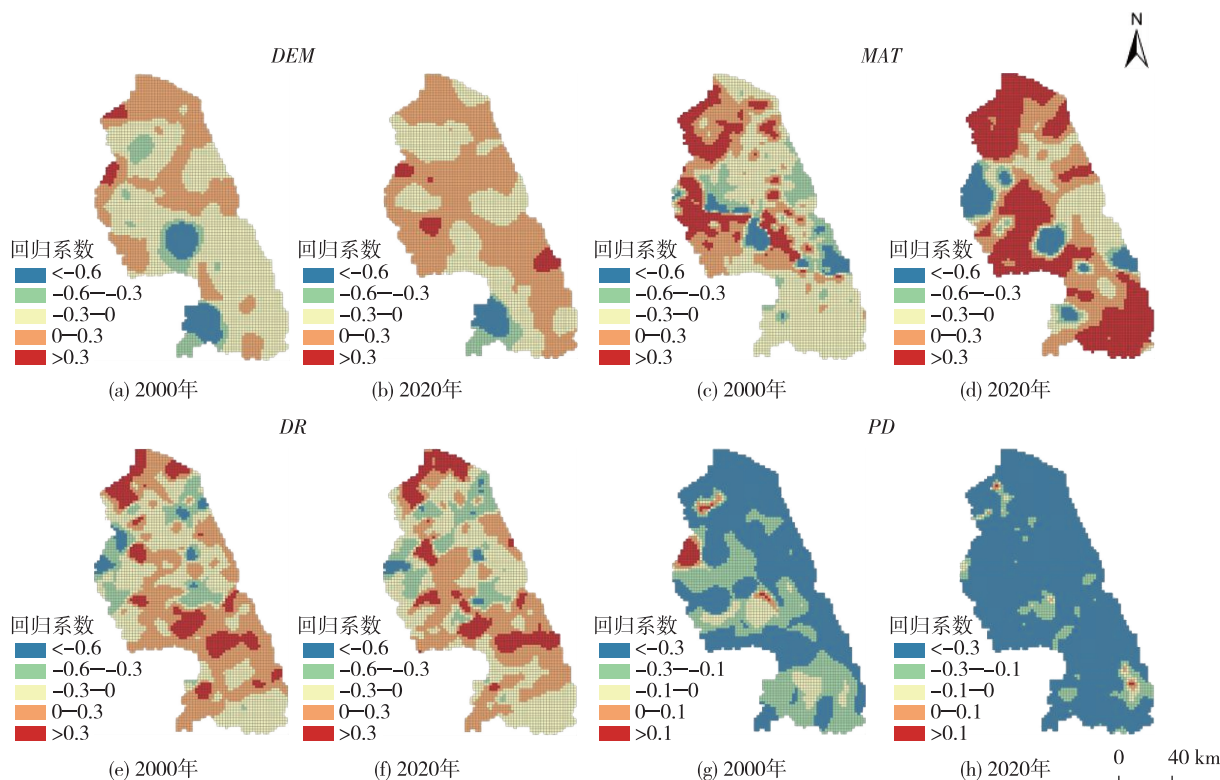 N
DEM
MAT
回归系数
<-0.6
-0.6—-0.3
-0.3—0
0—0.3
>0.3
回归系数
<-0.6
-0.6—-0.3
-0.3—0
0—0.3
>0.3
回归系数
<-0.6
-0.6—-0.3
-0.3—0
0—0.3
>0.3
回归系数
<-0.6
-0.6—-0.3
-0.3—0
0—0.3
>0.3
(a) 2000年
(b) 2020年
(c) 2000年
(d) 2020年
DR
PD
回归系数
<-0.6
-0.6—-0.3
-0.3—0
0—0.3
>0.3
回归系数
<-0.6
-0.6—-0.3
-0.3—0
0—0.3
>0.3
回归系数
<-0.3
-0.3—-0.1
-0.1—0
0—0.1
>0.1
回归系数
<-0.3
-0.3—-0.1
-0.1—0
0—0.1
>0.1
(e) 2000年
(f) 2020年
(g) 2000年
(h) 2020年
0 40 km